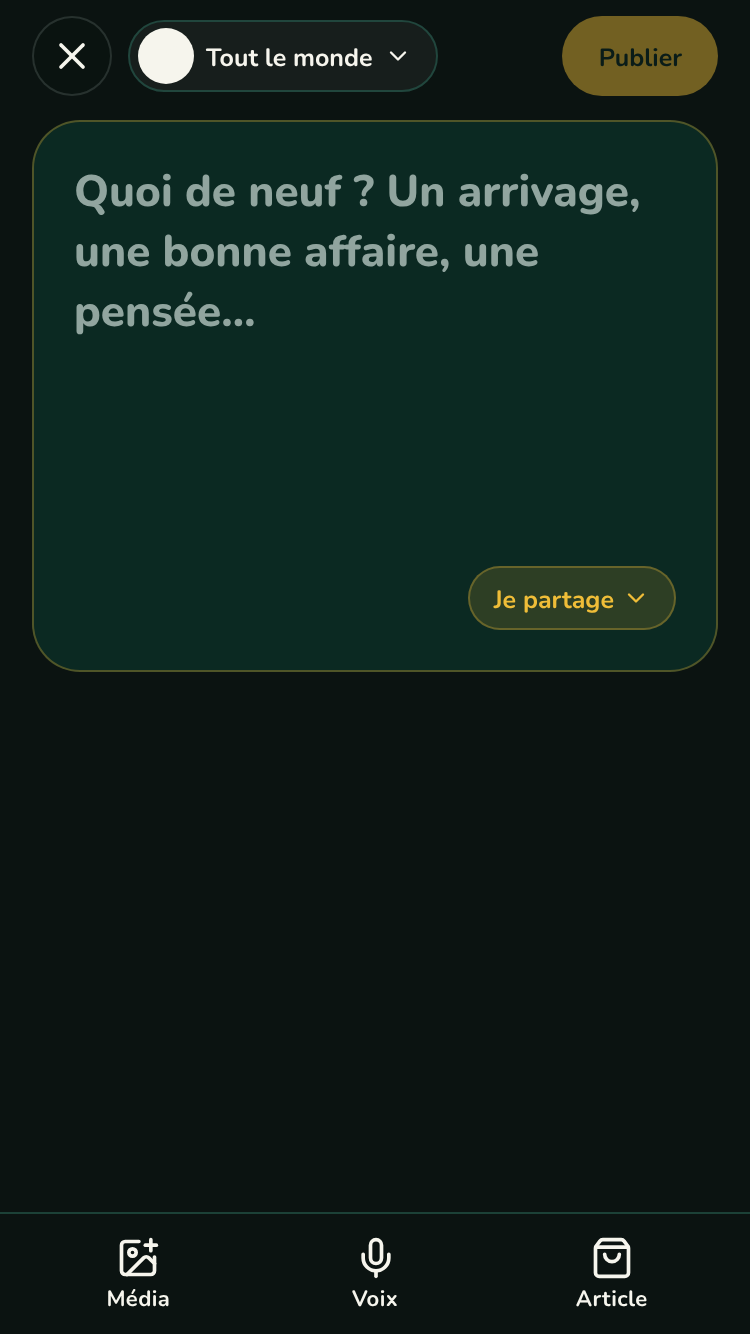 Tout le monde
Publier
Quoi de neuf ? Un arrivage,
une bonne affaire, une
pensée...
Je partage
Média
Voix
Article